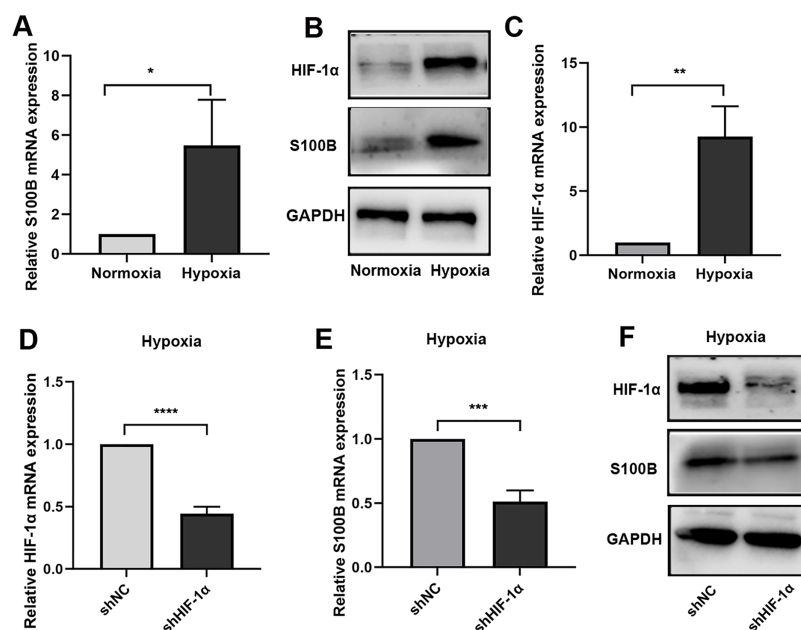 A
Relative S100B mRNA expression
10
8
6
4
2
0
*
Normoxia
Hypoxia
B
HIF-1α
S100B
GAPDH
Normoxia
Hypoxia
C
Relative HIF-1α mRNA expression
15
10
5
0
**
Normoxia
Hypoxia
D
Hypoxia
Relative HIF-1α mRNA expression
1.5
1.0
0.5
0.0
****
shNC
shHIF-1α
E
Hypoxia
Relative S100B mRNA expression
1.5
1.0
0.5
0.0
***
shNC
shHIF-1α
F
Hypoxia
HIF-1α
S100B
GAPDH
shNC
shHIF-1α